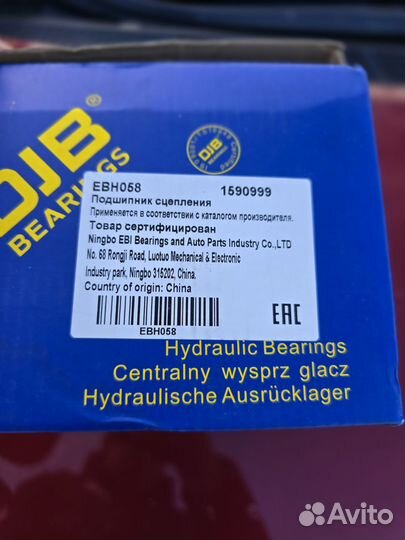 DJB
®
BEARINGS
DJB
BEARINGS
EBH058 1590999
Подшипник сцепления
Применяется в соответствии с каталогом производителя.
Товар сертифицирован
Ningbo EBI Bearings and Auto Parts Industry Co.,LTD
No. 68 Rongji Road, Luotuo Mechanical & Electronic
Industry park, Ningbo 315202, China.
Country of origin: China
EBH058
EAC
Hydraulic Bearings
Centralny wysprz glacz
Hydraulische Ausrücklager
Avito